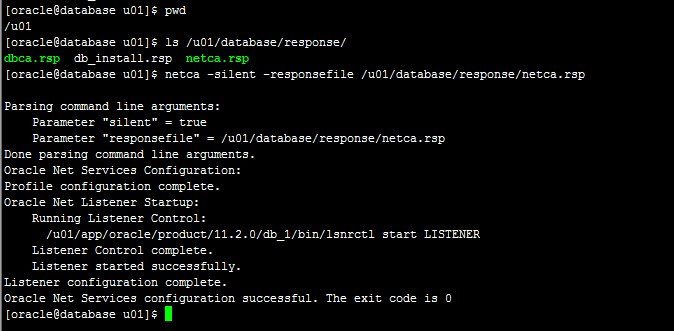 [oracle@database u01]$ pwd
/u01
[oracle@database u01]$ ls /u01/database/response/
dbca.rsp  db_install.rsp  netca.rsp
[oracle@database u01]$ netca -silent -responsefile /u01/database/response/netca.rsp

Parsing command line arguments:
    Parameter "silent" = true
    Parameter "responsefile" = /u01/database/response/netca.rsp
Done parsing command line arguments.
Oracle Net Services Configuration:
Profile configuration complete.
Oracle Net Listener Startup:
    Running Listener Control:
      /u01/app/oracle/product/11.2.0/db_1/bin/lsnrctl start LISTENER
    Listener Control complete.
    Listener started successfully.
Listener configuration complete.
Oracle Net Services configuration successful. The exit code is 0
[oracle@database u01]$